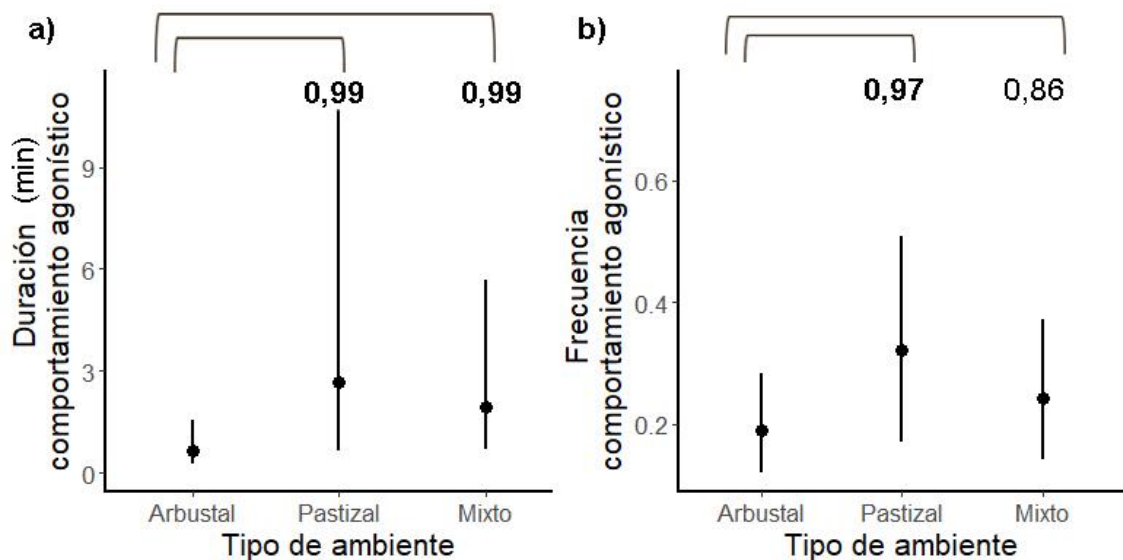 a)
0,99 0,99
Duración (min)
comportamiento agonístico
9
6
3
0
Arbustal Pastizal Mixto
Tipo de ambiente
b)
0,97 0,86
Frecuencia
comportamiento agonístico
0.6
0.4
0.2
Arbustal Pastizal Mixto
Tipo de ambiente